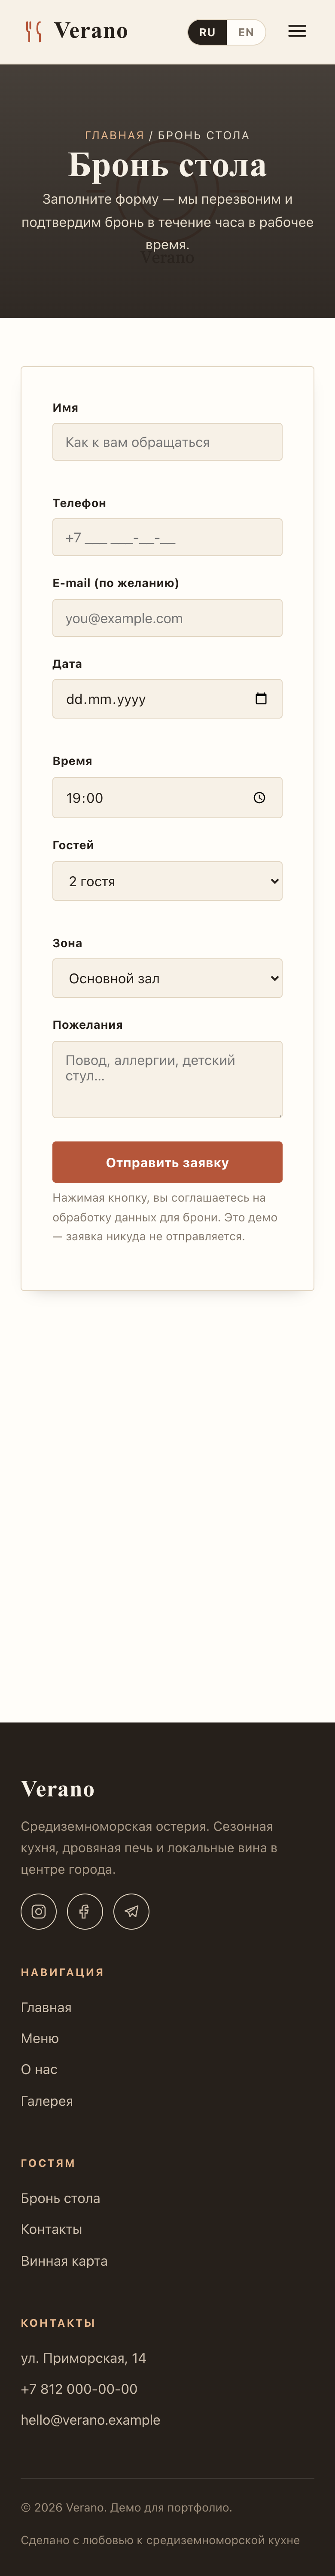 Verano
RU EN
ГЛАВНАЯ / БРОНЬ СТОЛА
Бронь стола
Заполните форму — мы перезвоним и
подтвердим бронь в течение часа в рабочее
время.
Verano
Имя
Как к вам обращаться
Телефон
+7 ___ ___-__-__
E-mail (по желанию)
you@example.com
Дата
dd.mm.yyyy
Время
19:00
Гостей
2 гостя
Зона
Основной зал
Пожелания
Повод, аллергии, детский
стул...
Отправить заявку
Нажимая кнопку, вы соглашаетесь на
обработку данных для брони. Это демо
— заявка никуда не отправляется.
Verano
Средиземноморская остерия. Сезонная
кухня, дровяная печь и локальные вина в
центре города.
НАВИГАЦИЯ
Главная
Меню
О нас
Галерея
ГОСТЯМ
Бронь стола
Контакты
Винная карта
КОНТАКТЫ
ул. Приморская, 14
+7 812 000-00-00
hello@verano.example
© 2026 Verano. Демо для портфолио.
Сделано с любовью к средиземноморской кухне